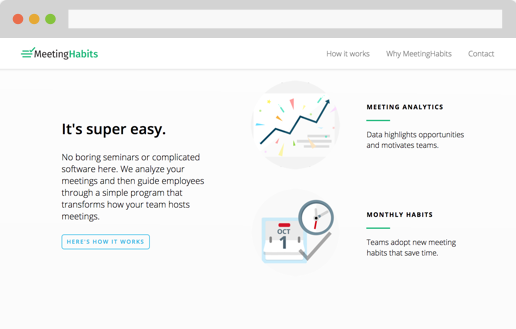 MeetingHabits
How it works
Why MeetingHabits
Contact
It's super easy.
No boring seminars or complicated
software here. We analyze your
meetings and then guide employees
through a simple program that
transforms how your team hosts
meetings.
HERE'S HOW IT WORKS
MEETING ANALYTICS
Data highlights opportunities
and motivates teams.
OCT
1
MONTHLY HABITS
Teams adopt new meeting
habits that save time.